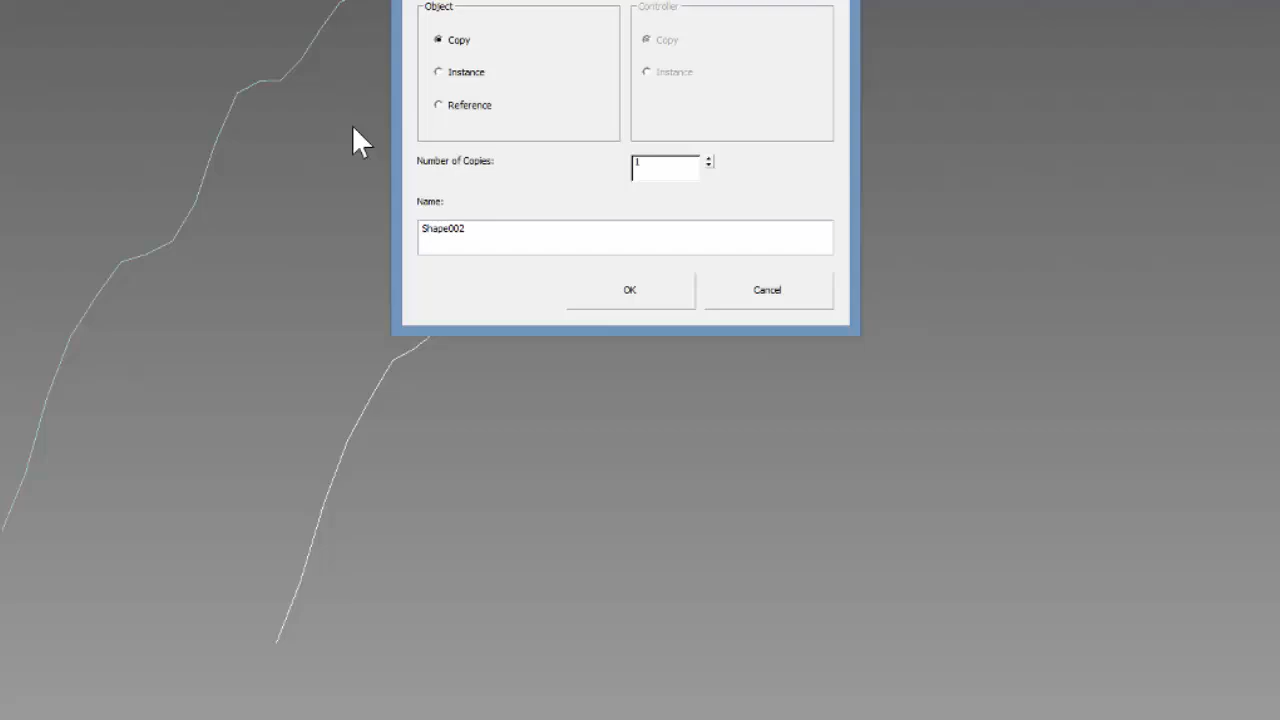 Object
Controller
Copy
Copy
Instance
Instance
Reference
Number of Copies:
1
Name:
Shape002
OK
Cancel